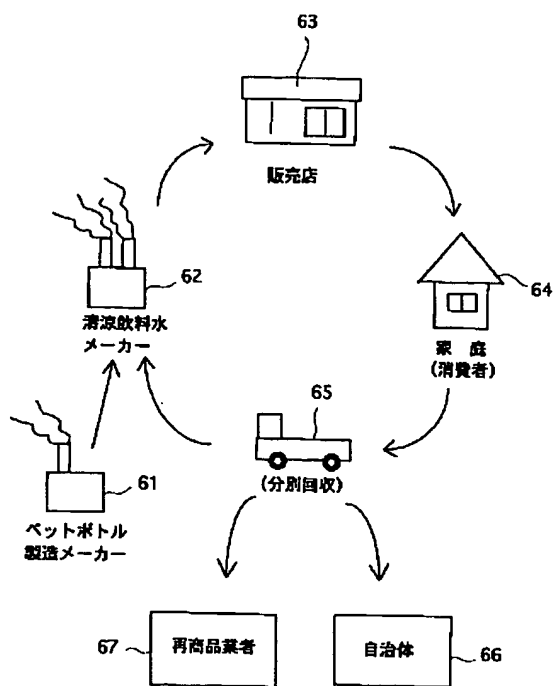 63
販売店
62
清涼飲料水
メーカー
64
家 庭
(消費者)
65
(分別回収)
61
ペットボトル
製造メーカー
67
再商品業者
自治体
66